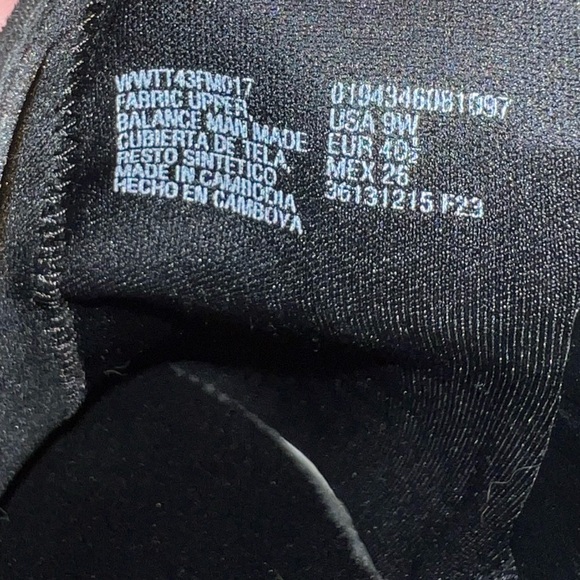 WWTT43FM017
FABRIC UPPER
BALANCE MAN MADE
CUBIERTA DE TELA
RESTO SINTETICO
MADE IN CAMBODIA
HECHO EN CAMBOYA
0194346081097
USA 9W
EUR 40½
MEX 26
36131215 F23